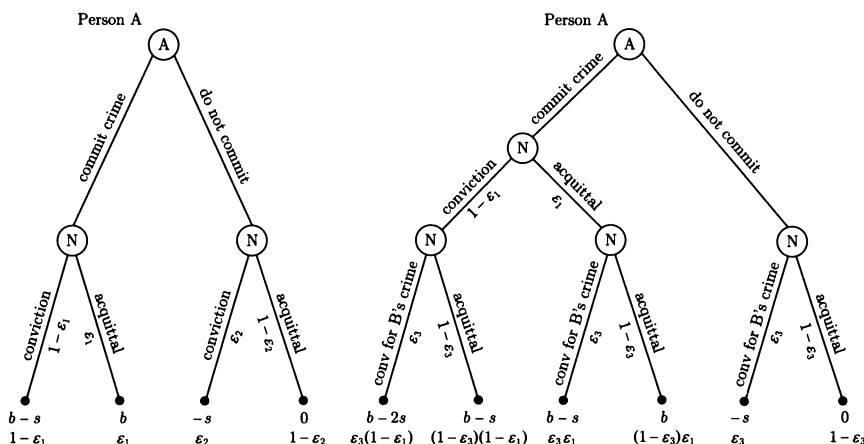 Person A
A
commit crime
do not commit
N
N
conviction
1 − ε₁
acquittal
ε₁
conviction
ε₂
acquittal
1 − ε₂
b − s
b
−s
0
1 − ε₁
ε₁
ε₂
1 − ε₂
Person A
A
commit crime
do not commit
N
conviction
1 − ε₁
acquittal
ε₁
N
N
N
conv for B's crime
ε₃
acquittal
1 − ε₃
conv for B's crime
ε₃
acquittal
1 − ε₃
conv for B's crime
ε₃
acquittal
1 − ε₃
b − 2s
b − s
b − s
b
−s
0
ε₃(1 − ε₁)
(1 − ε₃)(1 − ε₁)
ε₃ε₁
(1 − ε₃)ε₁
ε₃
1 − ε₃